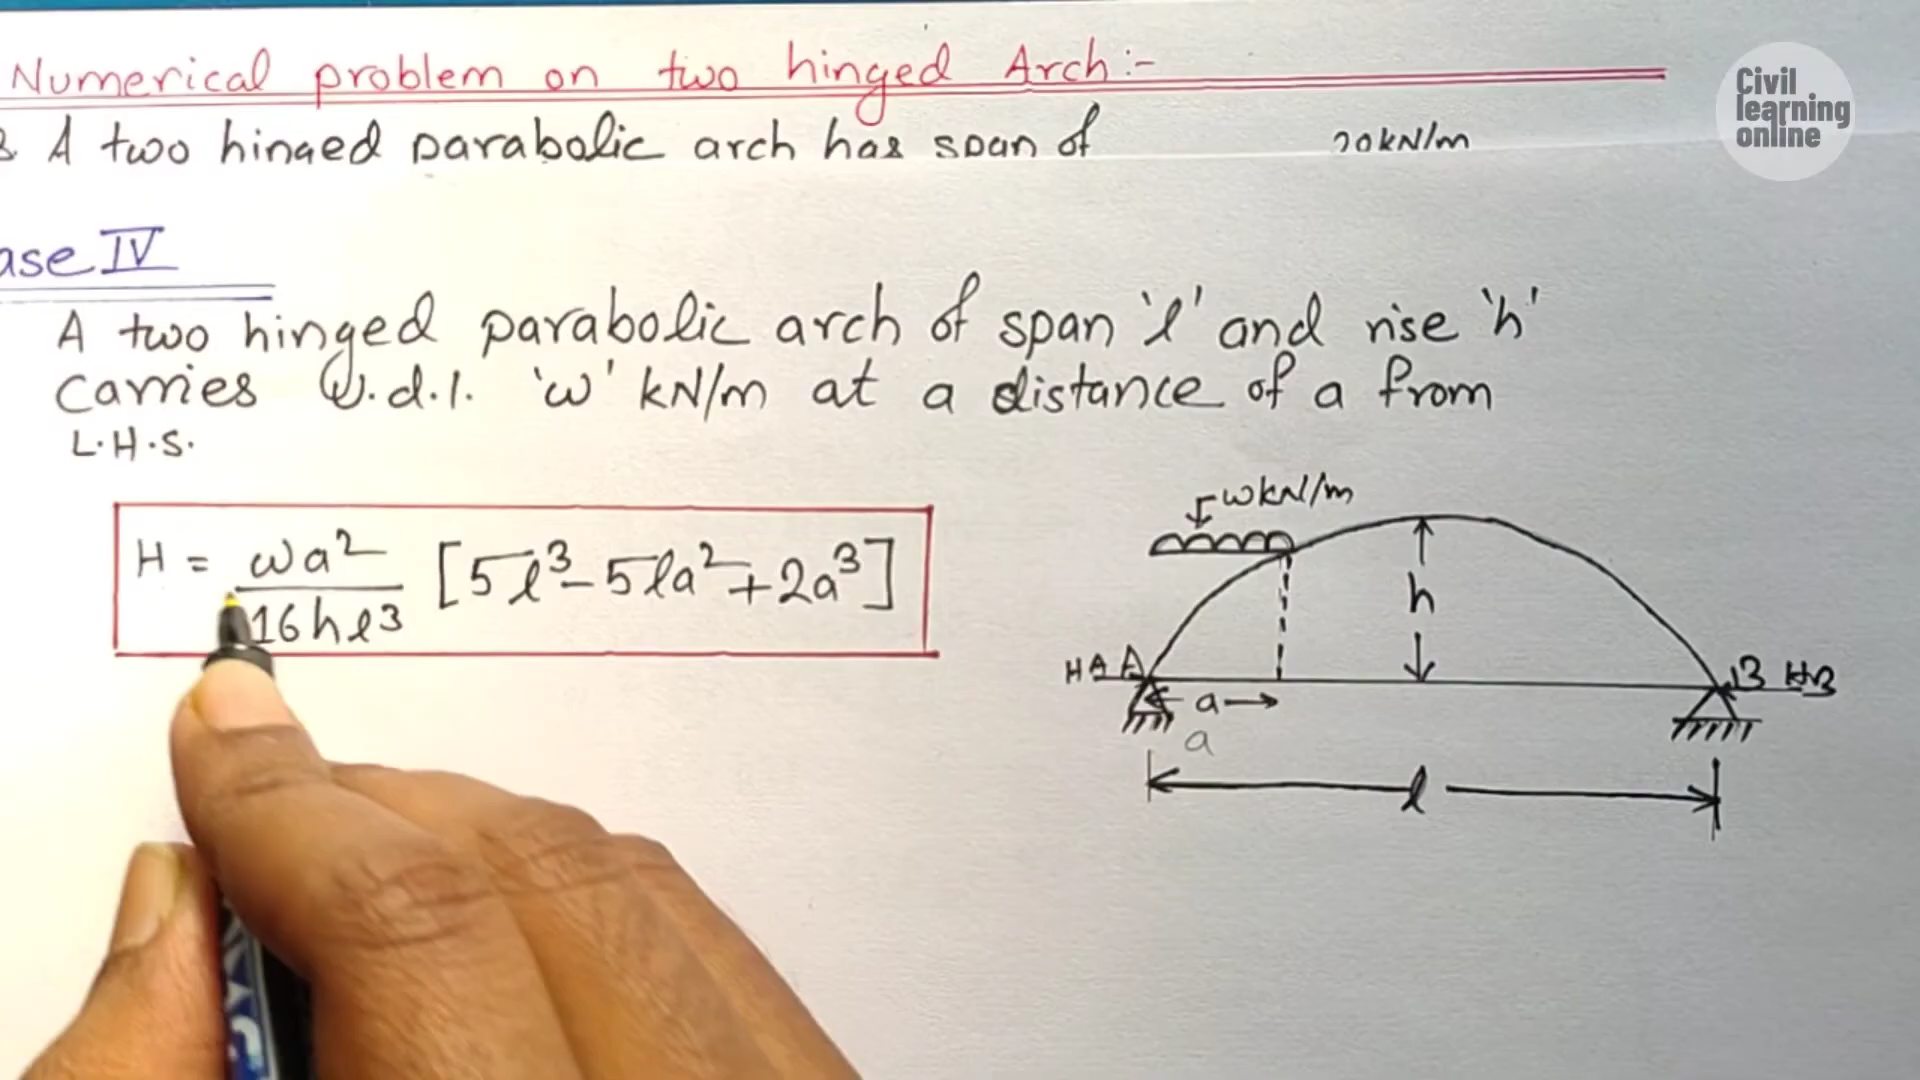 Numerical problem on two hinged Arch:-
A two hinged parabolic arch has span of 20kN/m
Civil
learning
online
ase IV
A two hinged parabolic arch of span 'l' and rise 'h'
carries U.d.l. 'w' kN/m at a distance of a from
L.H.S.
H = wa²/16hl³ [5l³-5la²+2a³]
wkN/m
h
HA A
B HB
a
a
l